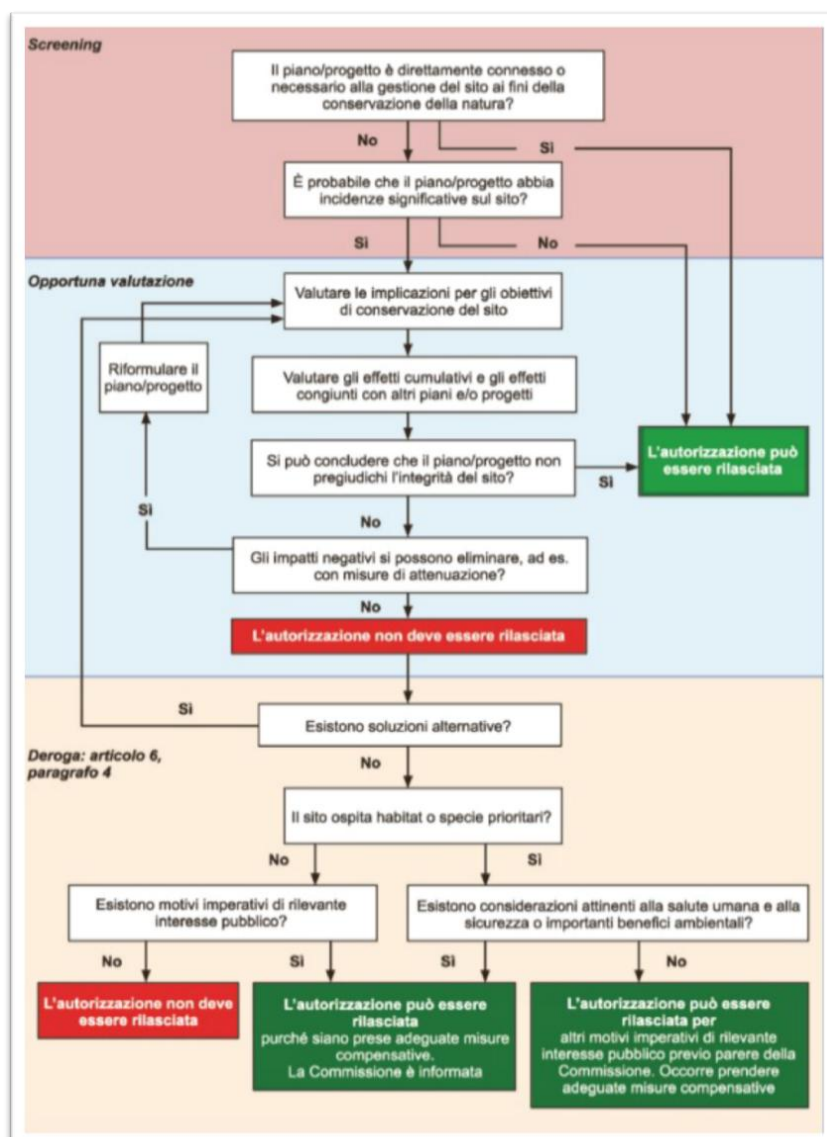 Screening
Il piano/progetto è direttamente connesso o
necessario alla gestione del sito ai fini della
conservazione della natura?
No
Sì
È probabile che il piano/progetto abbia
incidenze significative sul sito?
Sì
No
Opportuna valutazione
Valutare le implicazioni per gli obiettivi
di conservazione del sito
Riformulare il
piano/progetto
Valutare gli effetti cumulativi e gli effetti
congiunti con altri piani e/o progetti
L'autorizzazione può
essere rilasciata
Si può concludere che il piano/progetto non
pregiudichi l'integrità del sito?
Sì
Sì
No
Gli impatti negativi si possono eliminare, ad es.
con misure di attenuazione?
No
L'autorizzazione non deve essere rilasciata
Sì
Esistono soluzioni alternative?
Deroga: articolo 6,
paragrafo 4
No
Il sito ospita habitat o specie prioritari?
No
Sì
Esistono motivi imperativi di rilevante
interesse pubblico?
Esistono considerazioni attinenti alla salute umana e alla
sicurezza o importanti benefici ambientali?
No
Sì
Sì
No
L'autorizzazione non deve
essere rilasciata
L'autorizzazione può essere
rilasciata
purché siano prese adeguate misure
compensative.
La Commissione è informata
L'autorizzazione può essere
rilasciata per
altri motivi imperativi di rilevante
interesse pubblico previo parere della
Commissione. Occorre prendere
adeguate misure compensative